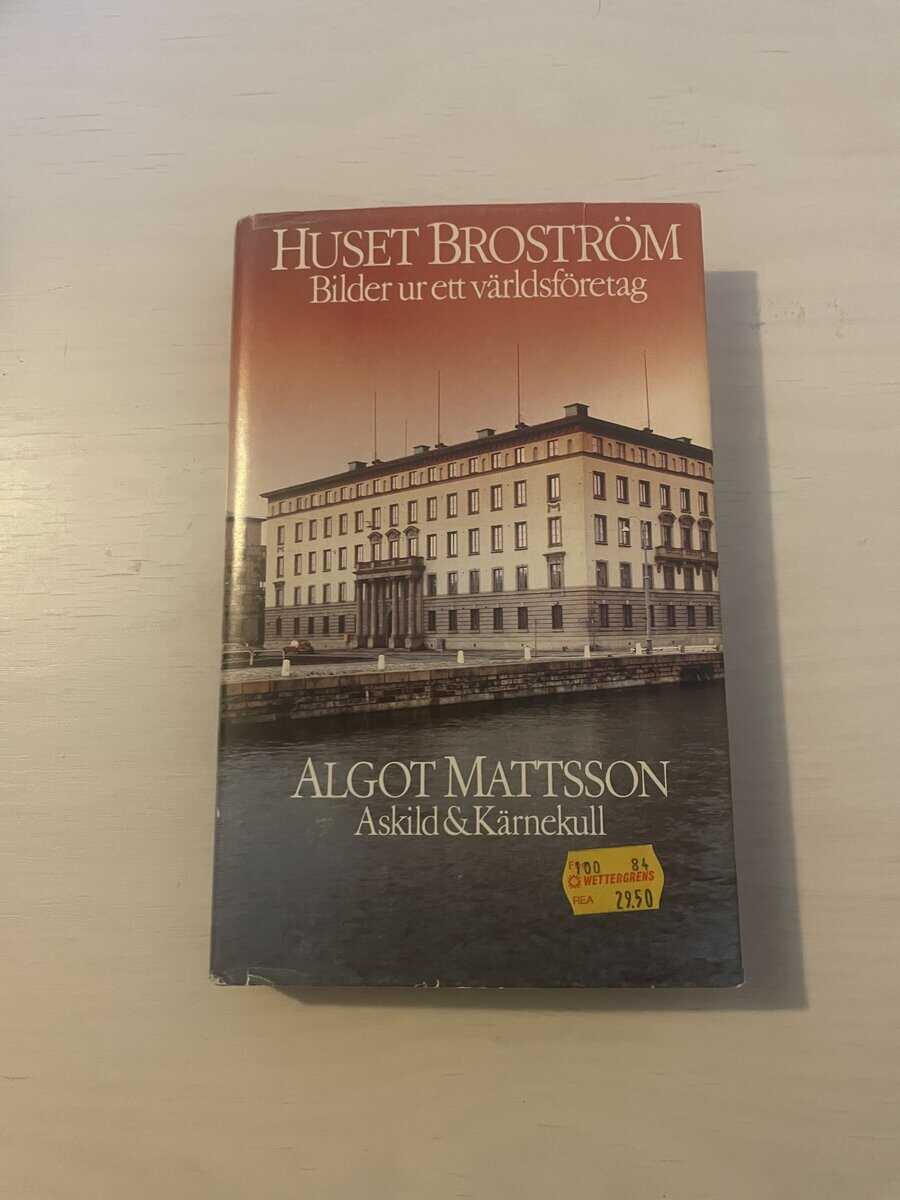 HUSET BROSTRÖM
Bilder ur ett världsföretag
ALGOT MATTSSON
Askild & Kärnekull
100 84
WETTERGRENS
REA 29.50